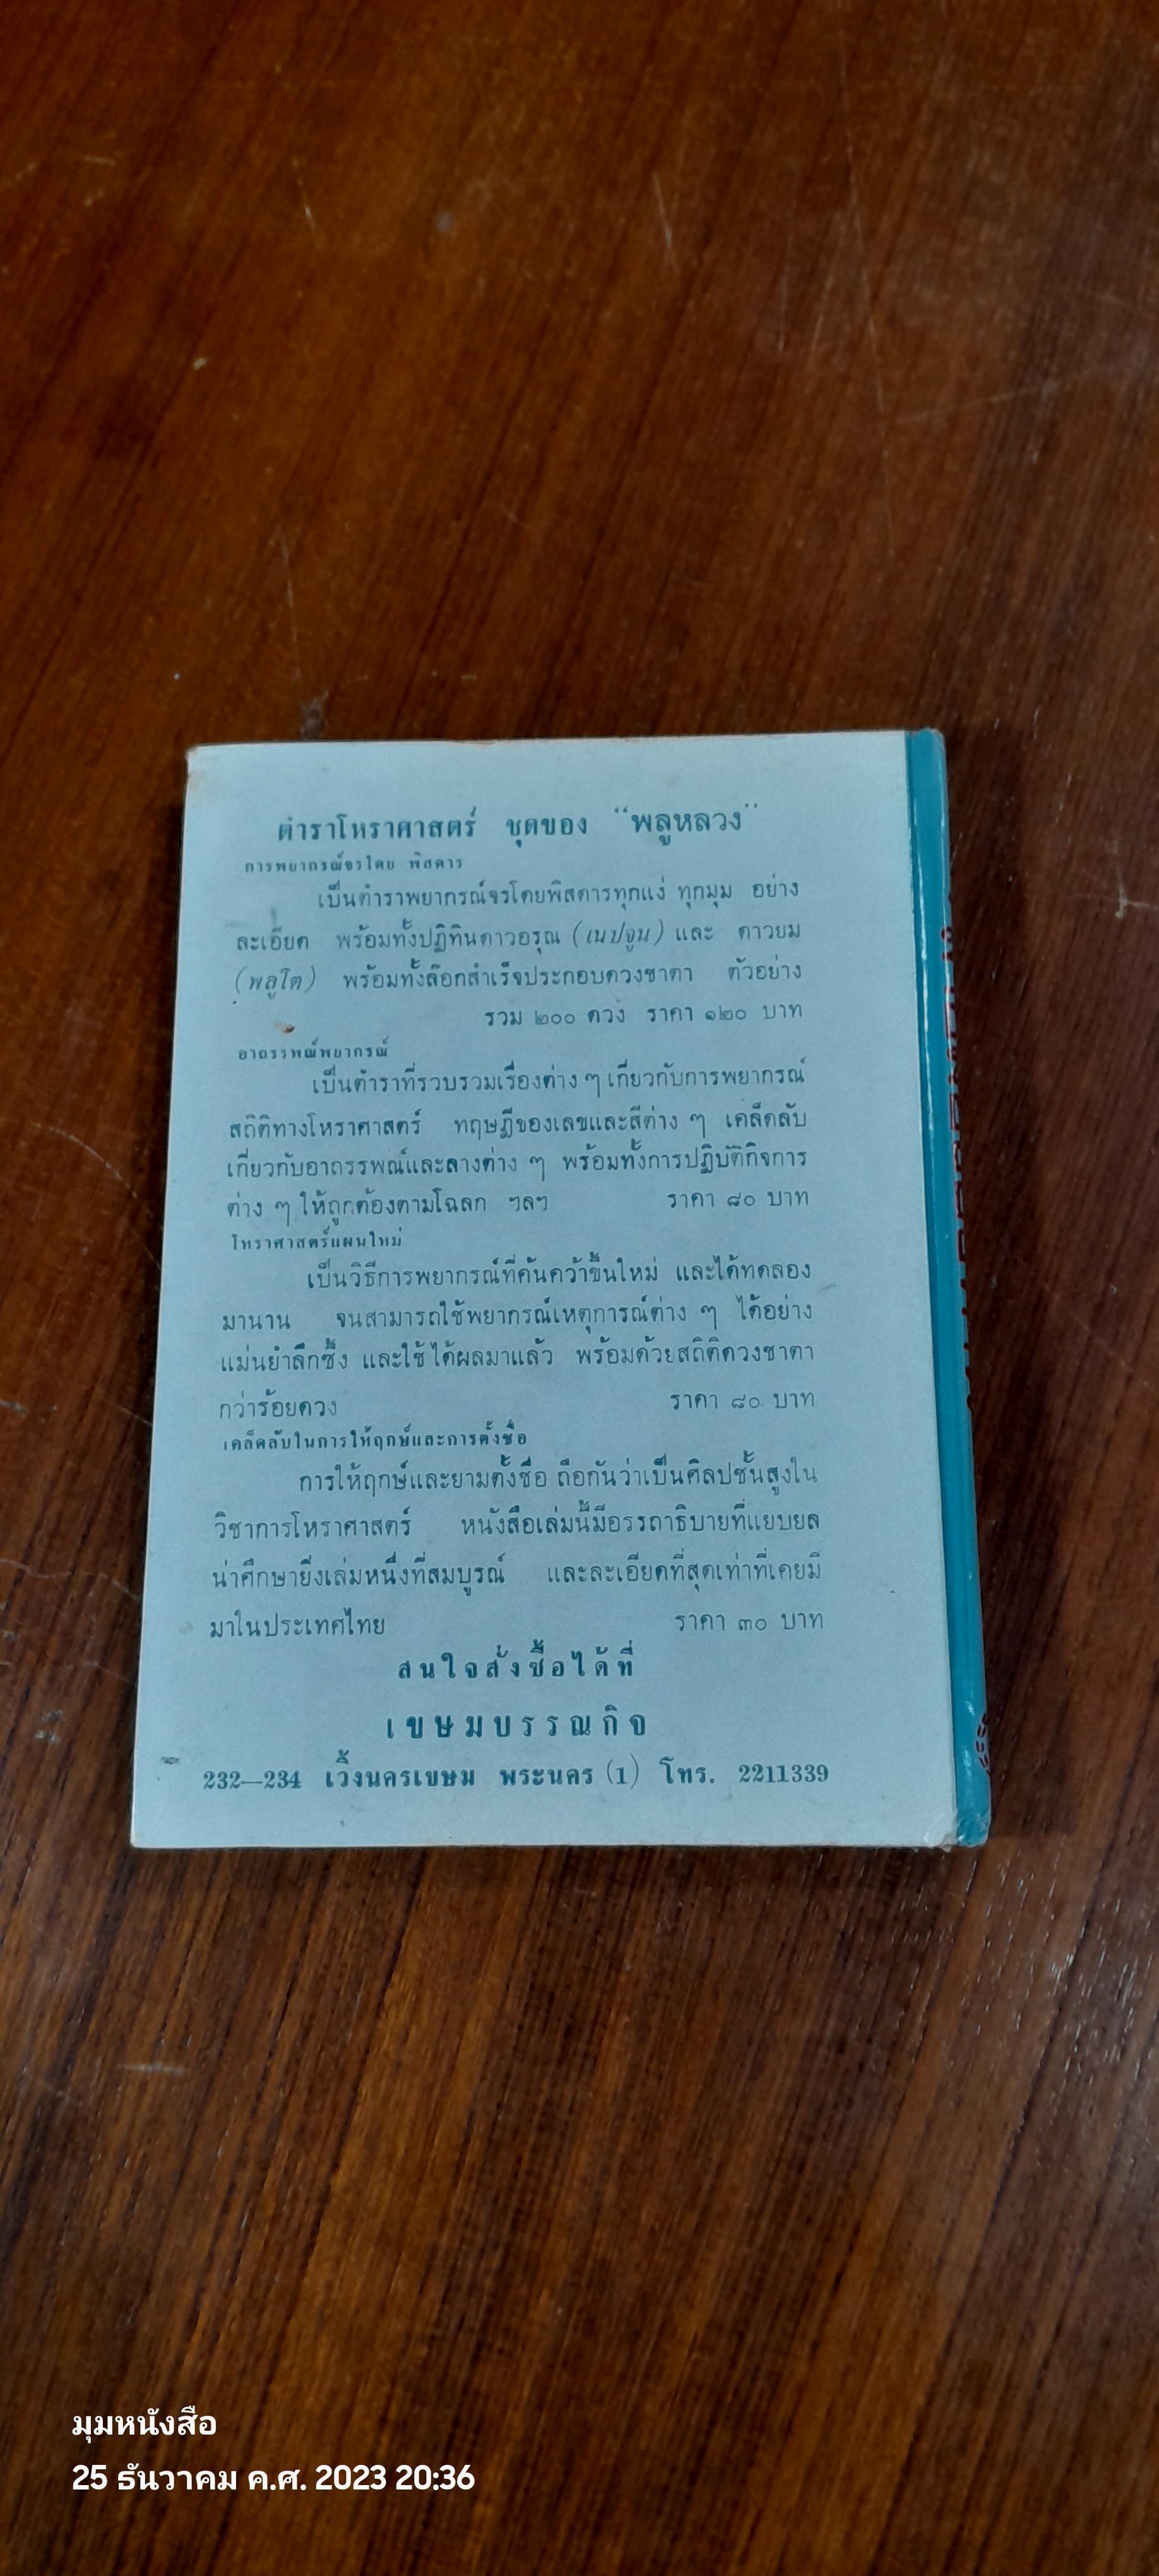 ตำราโหราศาสตร์ ชุดของ "พลูหลวง"
การพยากรณ์จรโดย พิสดาร
เป็นตำราพยากรณ์จรโดยพิสดารทุกแง่ ทุกมุม อย่าง
ละเอียด พร้อมทั้งปฏิทินดาวอรุณ (เนปจูน) และ ดาวยม
(พลูโต) พร้อมทั้งล๊อกสำเร็จประกอบดวงชาตา ตัวอย่าง
รวม ๒๐๐ ดวง ราคา ๑๒๐ บาท
อาถรรพณ์พยากรณ์
เป็นตำราที่รวบรวมเรื่องต่าง ๆ เกี่ยวกับการพยากรณ์
สถิติทางโหราศาสตร์ ทฤษฎีของเลขและสีต่าง ๆ เคล็ดลับ
เกี่ยวกับอาถรรพณ์และลางต่าง ๆ พร้อมทั้งการปฏิบัติกิจการ
ต่าง ๆ ให้ถูกต้องตามโฉลก ฯลฯ ราคา ๘๐ บาท
โหราศาสตร์แผนใหม่
เป็นวิธีการพยากรณ์ที่ค้นคว้าขึ้นใหม่ และได้ทดลอง
มานาน จนสามารถใช้พยากรณ์เหตุการณ์ต่าง ๆ ได้อย่าง
แม่นยำลึกซึ้ง และใช้ได้ผลมาแล้ว พร้อมด้วยสถิติดวงชาตา
กว่าร้อยดวง ราคา ๘๐ บาท
เคล็ดลับในการให้ฤกษ์และการตั้งชื่อ
การให้ฤกษ์และยามตั้งชื่อ ถือกันว่าเป็นศิลปชั้นสูงใน
วิชาการโหราศาสตร์ หนังสือเล่มนี้มีอรรถาธิบายที่แยบยล
น่าศึกษายิ่งเล่มหนึ่งที่สมบูรณ์ และละเอียดที่สุดเท่าที่เคยมี
มาในประเทศไทย ราคา ๓๐ บาท
สนใจสั่งซื้อได้ที่
เขษมบรรณกิจ
232—234 เวิ้งนครเขษม พระนคร (1) โทร. 2211339
มุมหนังสือ
25 ธันวาคม ค.ศ. 2023 20:36